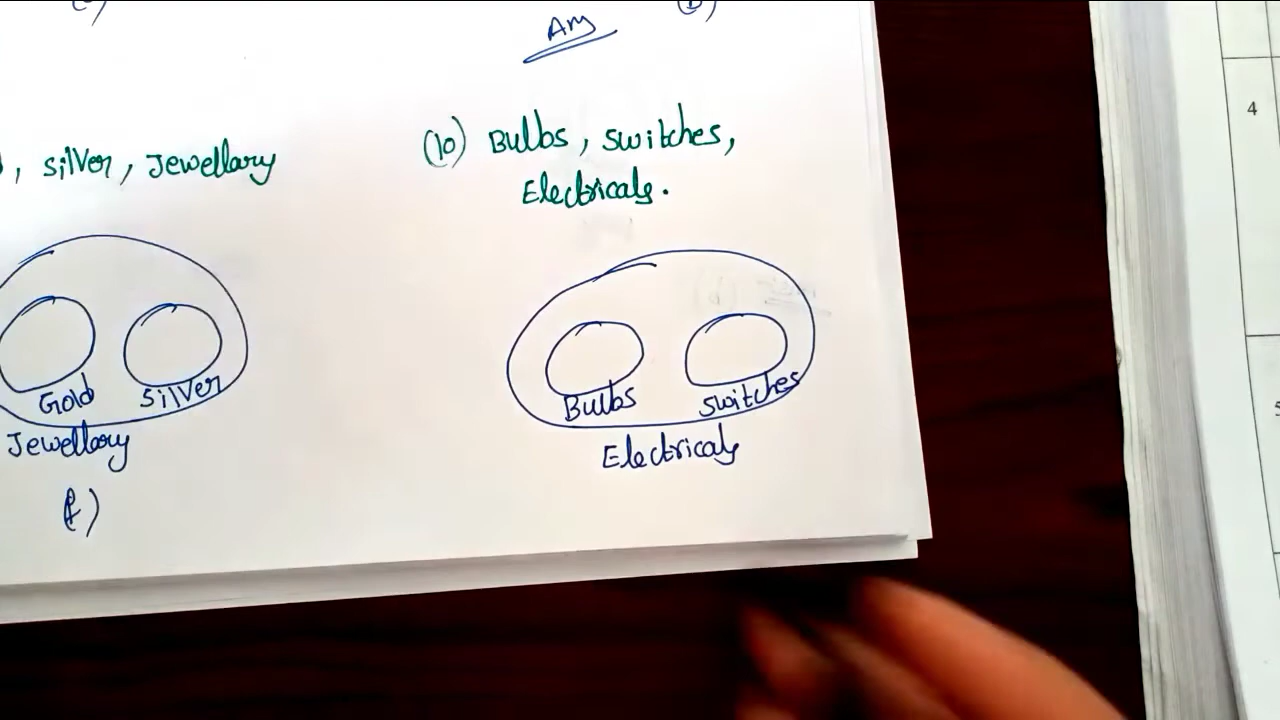 Ans
, Silver, Jewellary
Gold
Silver
Jewellary
(10) Bulbs, switches,
Electricals.
Bulbs
switches
Electricals
4